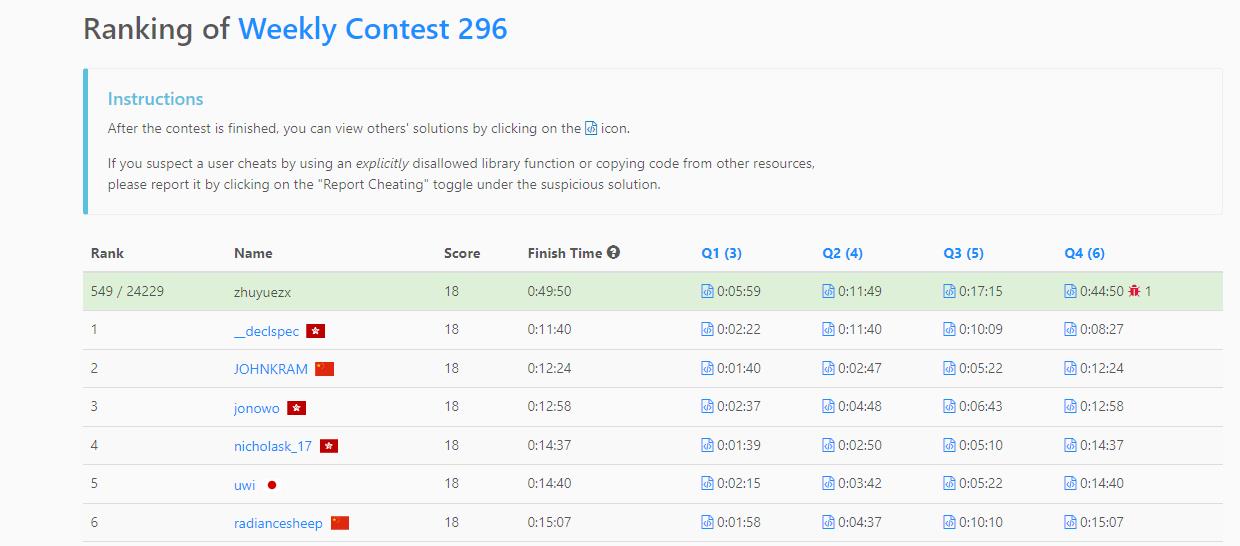 Ranking of Weekly Contest 296
Instructions
After the contest is finished, you can view others' solutions by clicking on the icon.
If you suspect a user cheats by using an explicitly disallowed library function or copying code from other resources,
please report it by clicking on the "Report Cheating" toggle under the suspicious solution.
Rank Name Score Finish Time Q1 (3) Q2 (4) Q3 (5) Q4 (6)
549 / 24229 zhuyuezx 18 0:49:50 0:05:59 0:11:49 0:17:15 0:44:50 1
1 __declspec 18 0:11:40 0:02:22 0:11:40 0:10:09 0:08:27
2 JOHNKRAM 18 0:12:24 0:01:40 0:02:47 0:05:22 0:12:24
3 jonowo 18 0:12:58 0:02:37 0:04:48 0:06:43 0:12:58
4 nicholask_17 18 0:14:37 0:01:39 0:02:50 0:05:10 0:14:37
5 uwi 18 0:14:40 0:02:15 0:03:42 0:05:22 0:14:40
6 radiancesheep 18 0:15:07 0:01:58 0:04:37 0:10:10 0:15:07